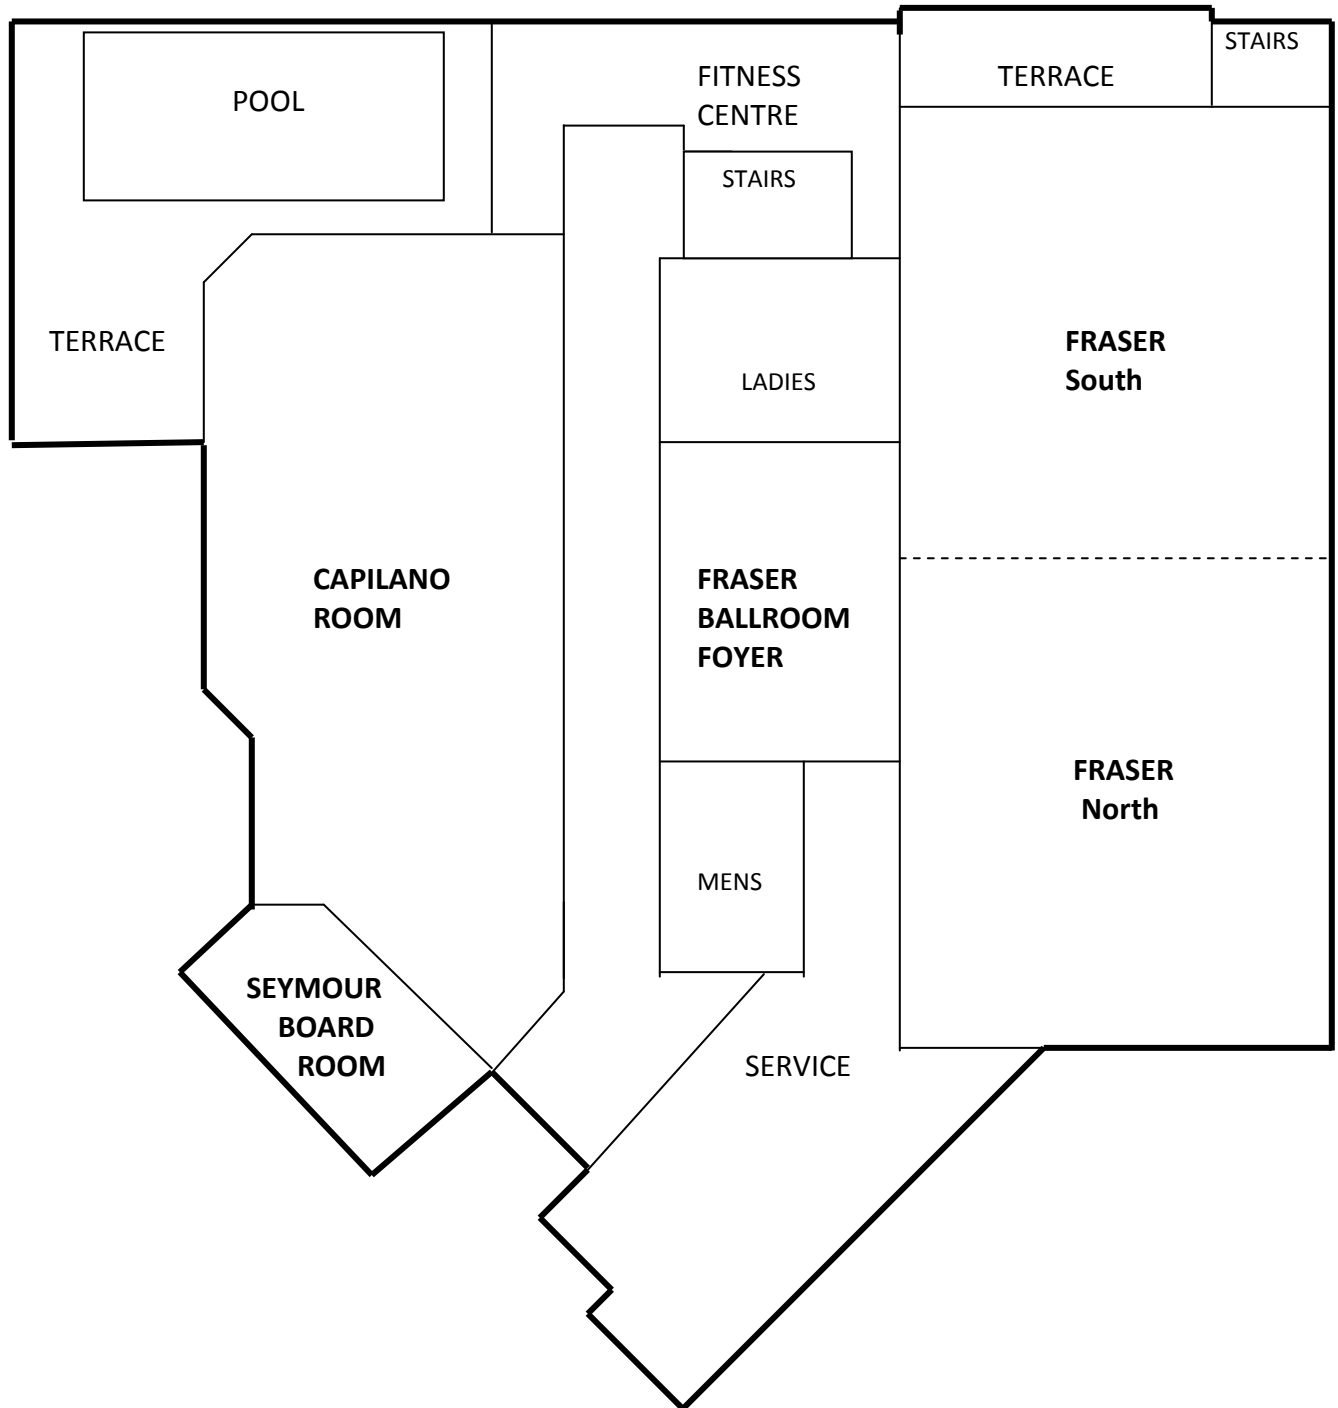 STAIRS
FITNESS
CENTRE
TERRACE
POOL
STAIRS
TERRACE
FRASER
South
LADIES
CAPILANO
ROOM
FRASER
BALLROOM
FOYER
FRASER
North
MENS
SEYMOUR
BOARD
ROOM
SERVICE